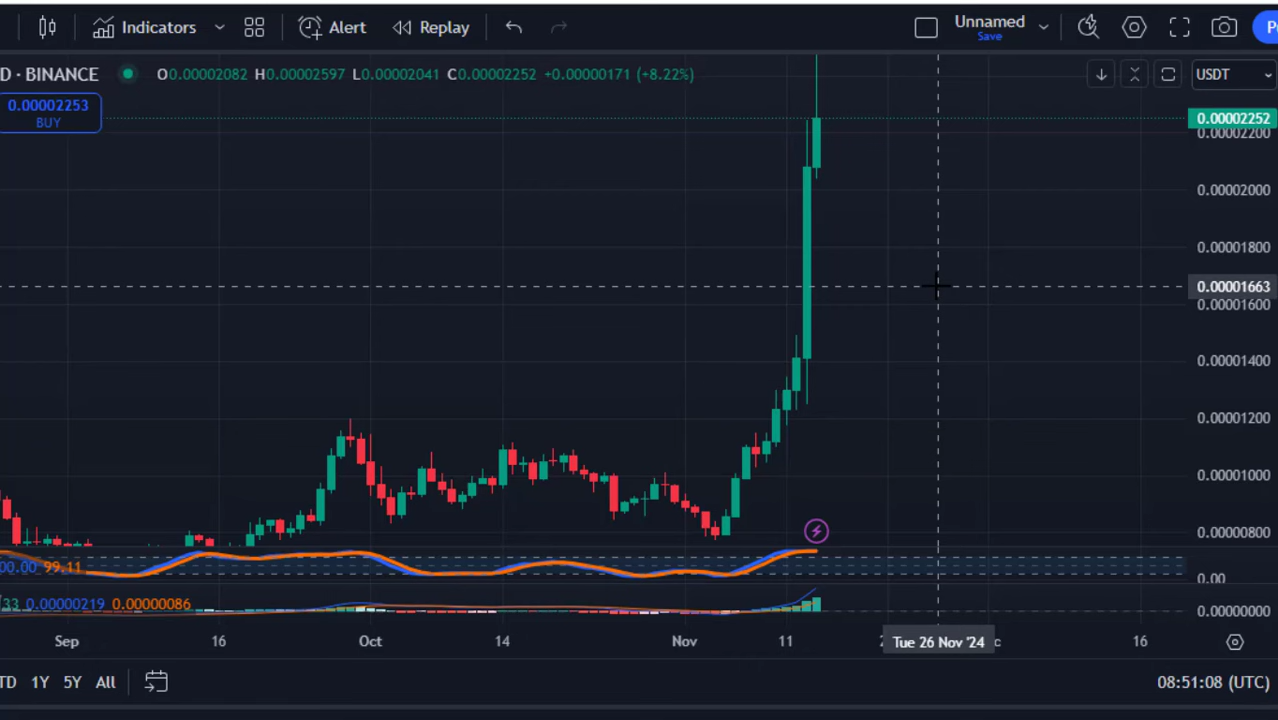 Indicators Alert Replay Unnamed Save
D · BINANCE O0.00002082 H0.00002597 L0.00002041 C0.00002252 +0.00000171 (+8.22%) USDT
0.00002253
BUY
0.00002252
0.00002200
0.00002000
0.00001800
0.00001663
0.00001600
0.00001400
0.00001200
0.00001000
0.00000800
00.00 99.11
0.00
33 0.00000219 0.00000086
0.00000000
Sep 16 Oct 14 Nov 11 Tue 26 Nov '24 c 16
TD 1Y 5Y All 08:51:08 (UTC)